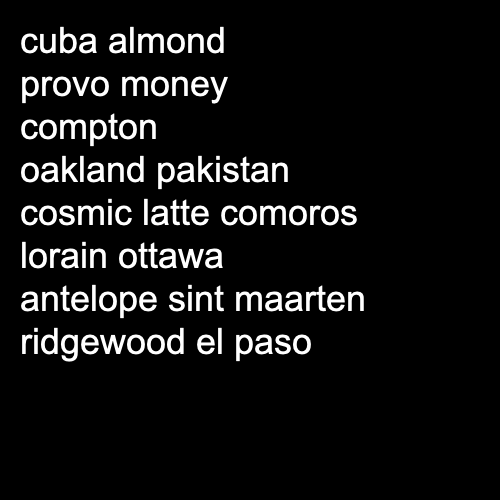 cuba almond
provo money
compton
oakland pakistan
cosmic latte comoros
lorain ottawa
antelope sint maarten
ridgewood el paso